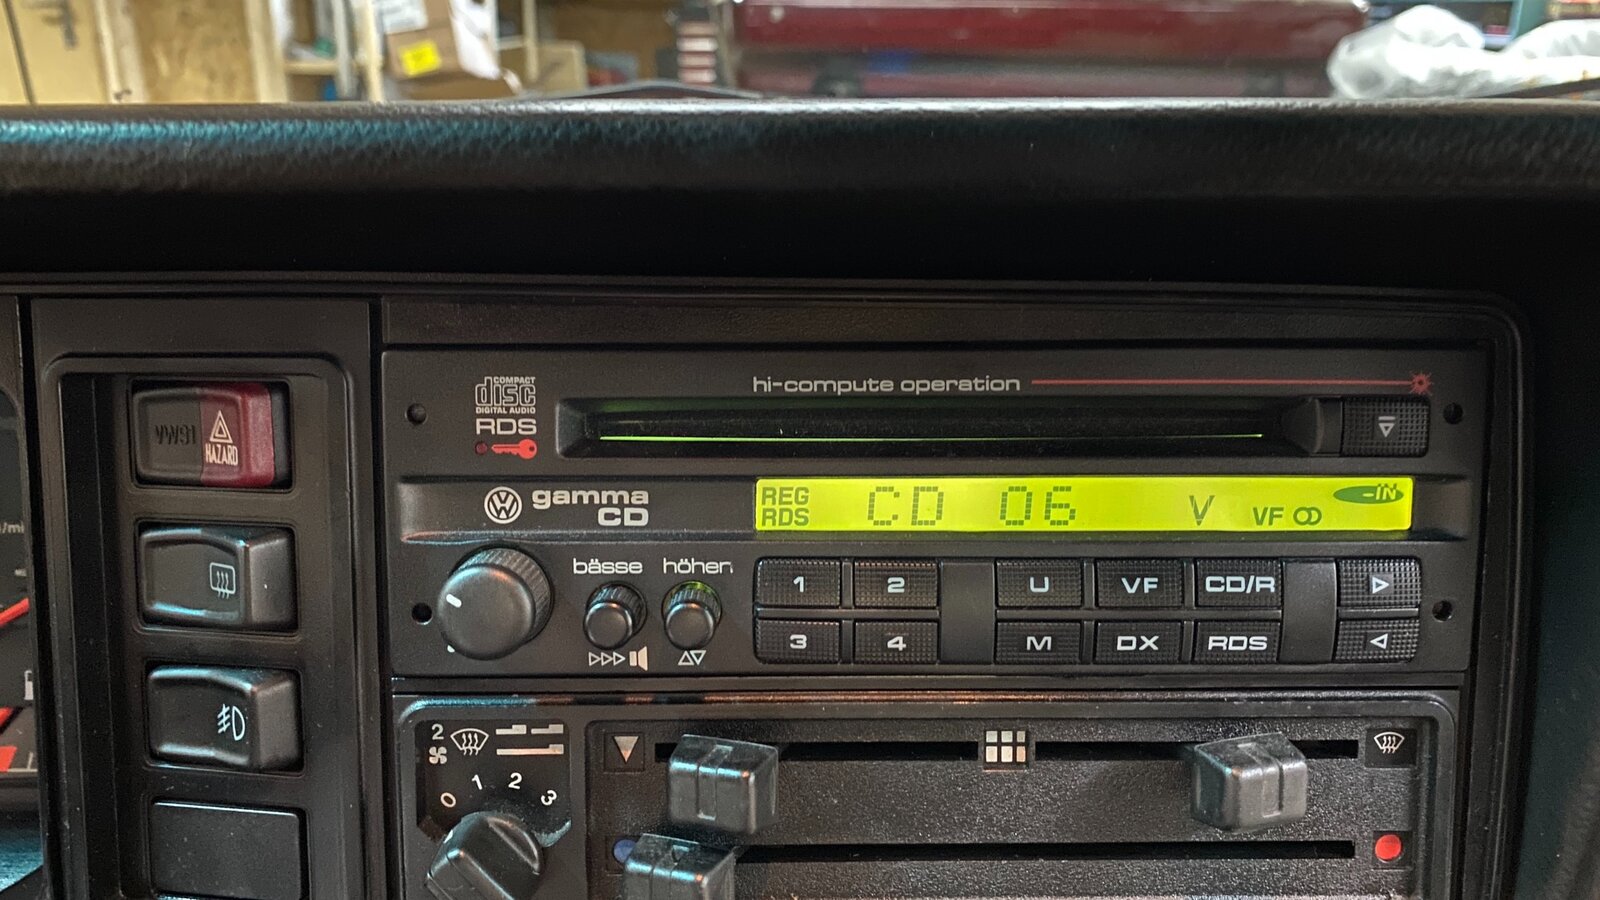 COMPACT
disc
DIGITAL AUDIO
RDS
hi-compute operation
VW91
HAZARD
gamma
CD
REG
RDS
CD 06 V VF
-IN
bässe höhen
1 2 U VF CD/R
3 4 M DX RDS
2
0 1 2 3